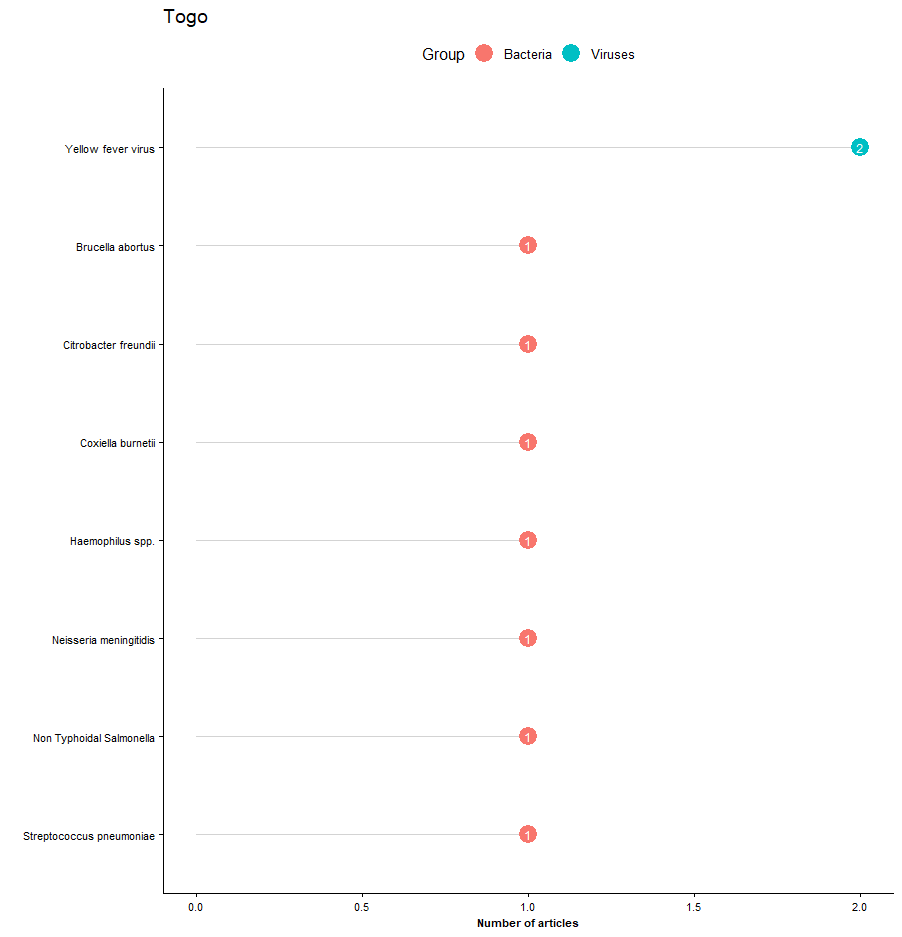 Togo
Group Bacteria Viruses
Yellow fever virus 2
Brucella abortus 1
Citrobacter freundii 1
Coxiella burnetii 1
Haemophilus spp. 1
Neisseria meningitidis 1
Non Typhoidal Salmonella 1
Streptococcus pneumoniae 1
0.0 0.5 1.0 1.5 2.0
Number of articles